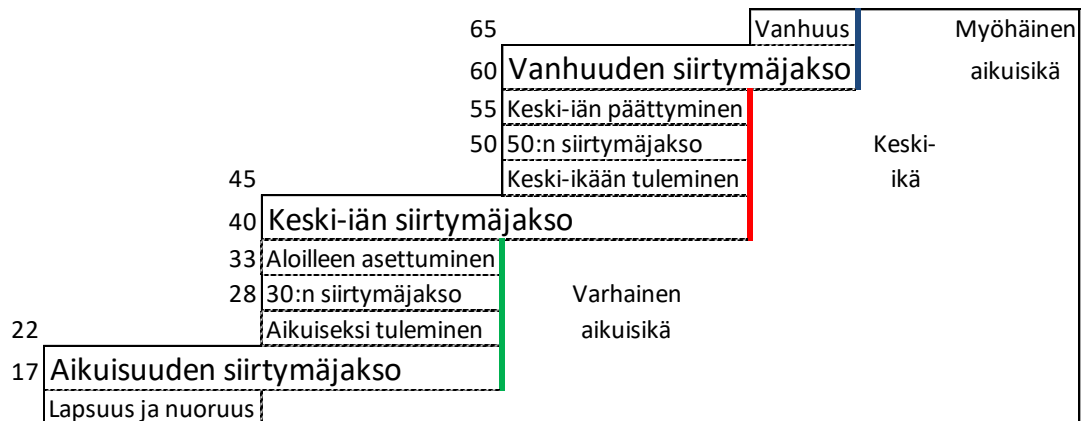 65 Vanhuus Myöhäinen
60 Vanhuuden siirtymäjakso aikuisikä
55 Keski-iän päättyminen
50 50:n siirtymäjakso Keski-
45 Keski-ikään tuleminen ikä
40 Keski-iän siirtymäjakso
33 Aloilleen asettuminen
28 30:n siirtymäjakso Varhainen
22 Aikuiseksi tuleminen aikuisikä
17 Aikuisuuden siirtymäjakso
Lapsuus ja nuoruus